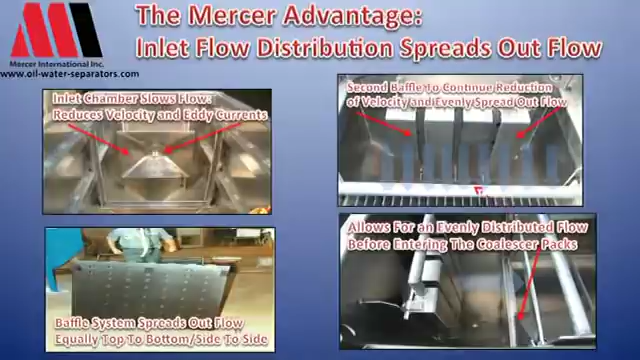 The Mercer Advantage:
Inlet Flow Distribution Spreads Out Flow
Mercer International Inc.
www.oil-water-separators.com
Inlet Chamber Slows Flow:
Reduces Velocity and Eddy Currents
Second Baffle To Continue Reduction
of Velocity and Evenly Spread Out Flow
Baffle System Spreads Out Flow
Equally Top To Bottom/Side To Side
Allows For an Evenly Distributed Flow
Before Entering The Coalescer Packs